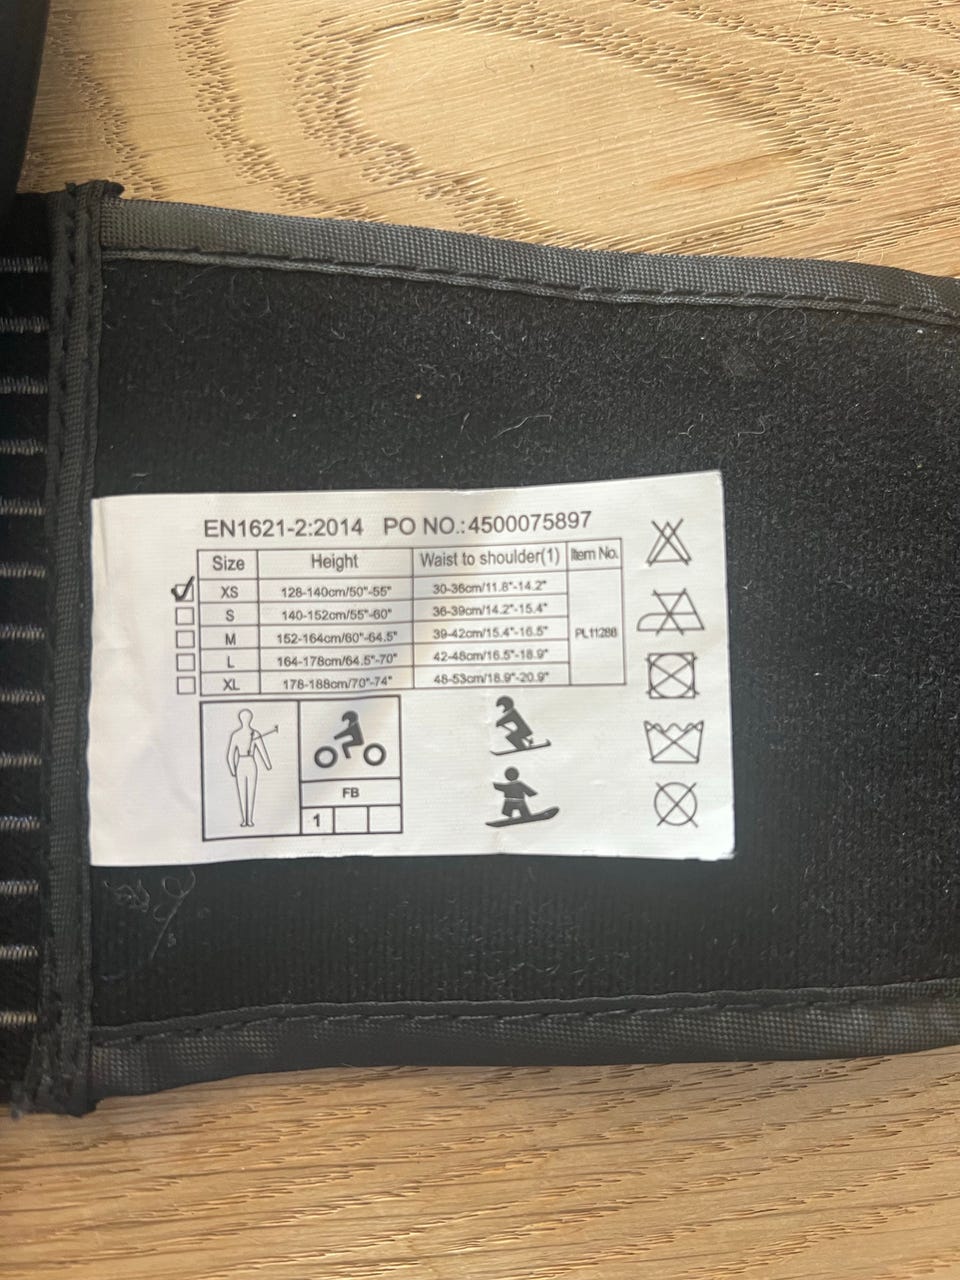 EN1621-2:2014 PO NO.:4500075897
Size Height Waist to shoulder(1) Item No.
XS 128-140cm/50"-55" 30-36cm/11.8"-14.2"
S 140-152cm/55"-60" 36-39cm/14.2"-15.4"
M 152-164cm/60"-64.5" 39-42cm/15.4"-16.5" PL11288
L 164-178cm/64.5"-70" 42-48cm/16.5"-18.9"
XL 178-188cm/70"-74" 48-53cm/18.9"-20.9"
FB
1